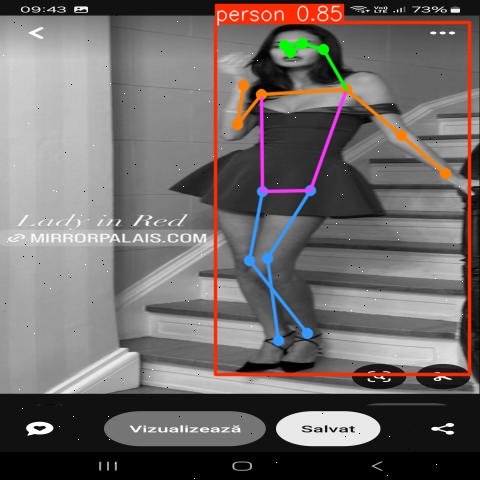 09:43
person 0.85
73%
Lady in Red
MIRRORPALAIS.COM
Vizualizează
Salvat